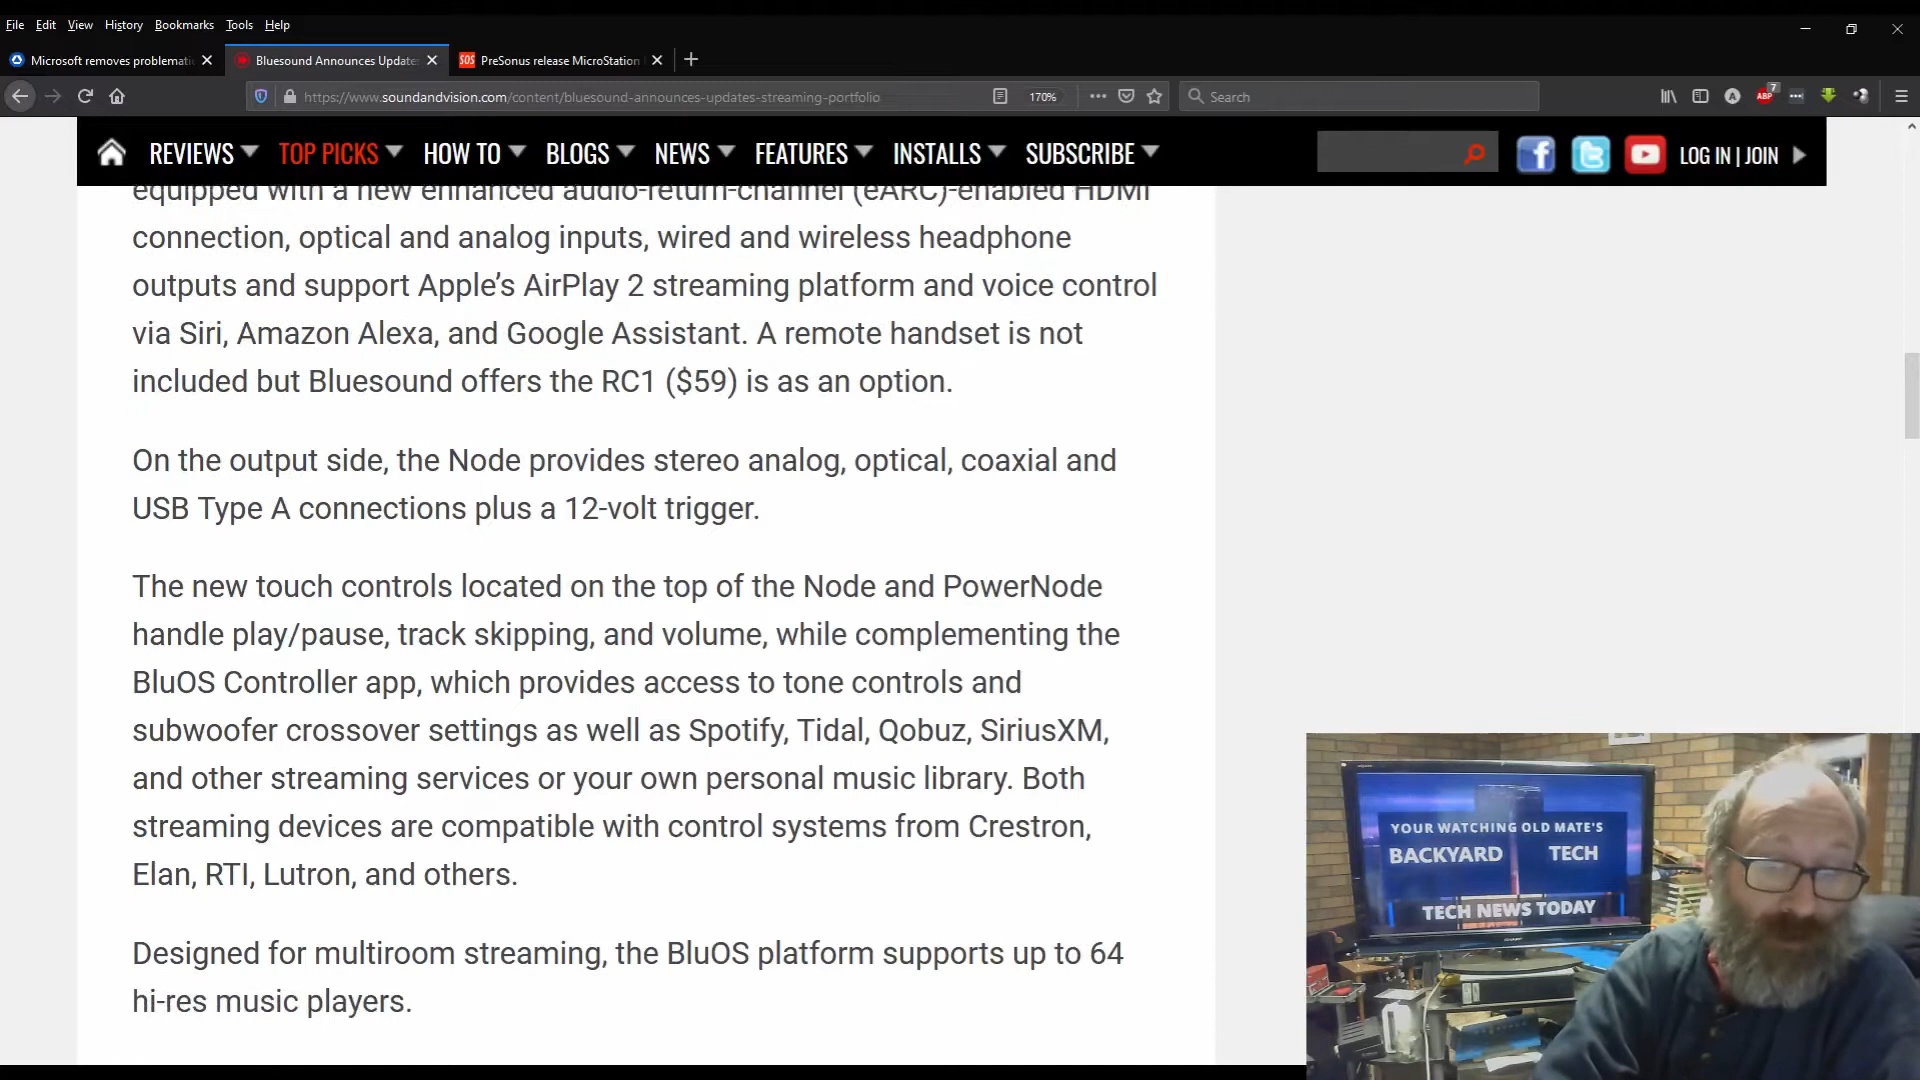 File Edit View History Bookmarks Tools Help
Microsoft removes problemati
Bluesound Announces Update
SOS PreSonus release MicroStation
https://www.soundandvision.com/content/bluesound-announces-updates-streaming-portfolio
170%
Search
ABP 7
REVIEWS TOP PICKS HOW TO BLOGS NEWS FEATURES INSTALLS SUBSCRIBE
LOG IN | JOIN
equipped with a new enhanced audio-return-channel (eARC)-enabled HDMI
connection, optical and analog inputs, wired and wireless headphone
outputs and support Apple’s AirPlay 2 streaming platform and voice control
via Siri, Amazon Alexa, and Google Assistant. A remote handset is not
included but Bluesound offers the RC1 ($59) is as an option.
On the output side, the Node provides stereo analog, optical, coaxial and
USB Type A connections plus a 12-volt trigger.
The new touch controls located on the top of the Node and PowerNode
handle play/pause, track skipping, and volume, while complementing the
BluOS Controller app, which provides access to tone controls and
subwoofer crossover settings as well as Spotify, Tidal, Qobuz, SiriusXM,
and other streaming services or your own personal music library. Both
streaming devices are compatible with control systems from Crestron,
Elan, RTI, Lutron, and others.
Designed for multiroom streaming, the BluOS platform supports up to 64
hi-res music players.
YOUR WATCHING OLD MATE'S
BACKYARD TECH
TECH NEWS TODAY